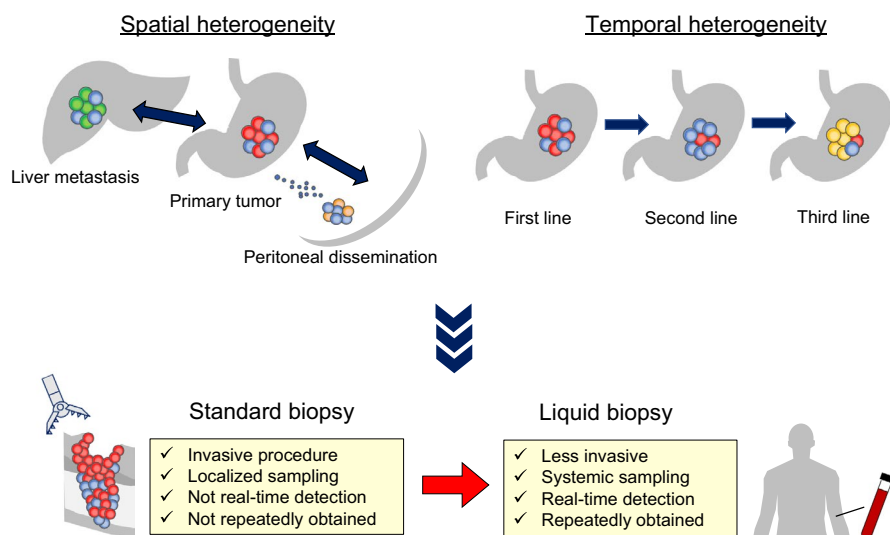 Spatial heterogeneity
Temporal heterogeneity
Liver metastasis
Primary tumor
Peritoneal dissemination
First line
Second line
Third line
Standard biopsy
✓ Invasive procedure
✓ Localized sampling
✓ Not real-time detection
✓ Not repeatedly obtained
Liquid biopsy
✓ Less invasive
✓ Systemic sampling
✓ Real-time detection
✓ Repeatedly obtained